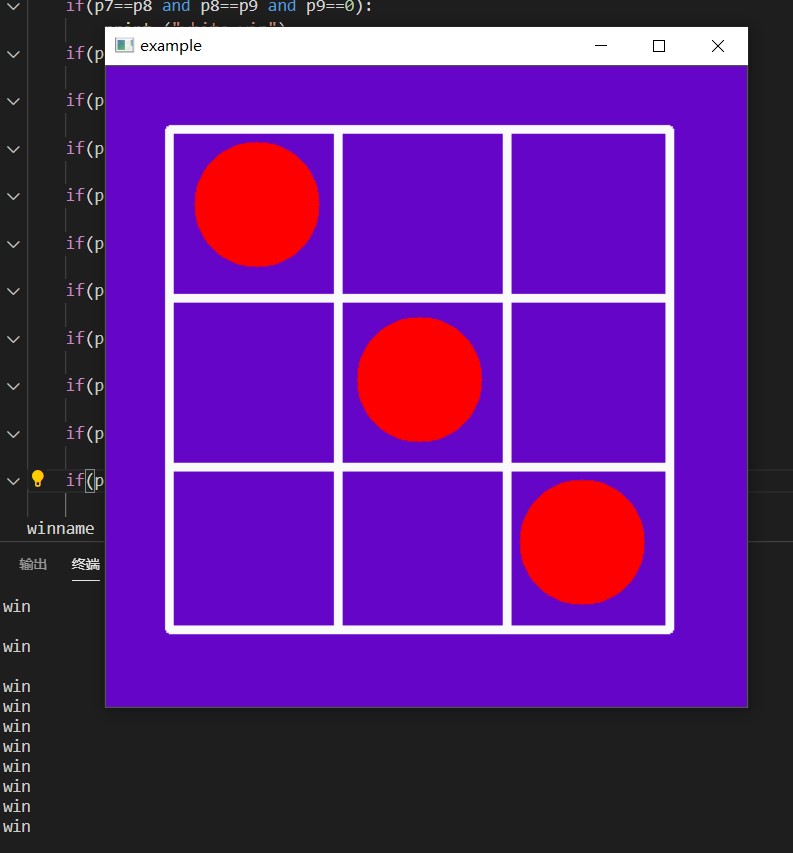 if(p7==p8 and p8==p9 and p9==0):
example
if(p
if(p
if(p
if(p
if(p
if(p
if(p
if(p
if(p
if(p
winname
输出
终端
win
win
win
win
win
win
win
win
win
win